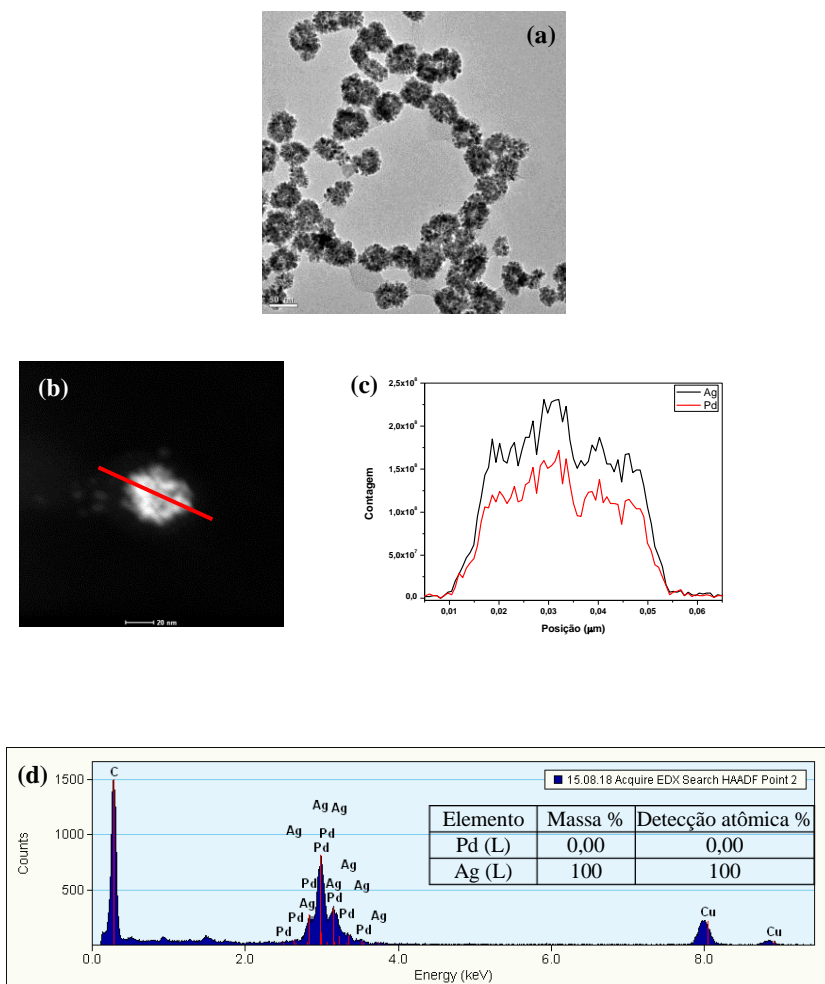 (a)
50 nm
(b)
20 nm
(c)
2,5x10⁸
2,0x10⁸
1,5x10⁸
1,0x10⁸
5,0x10⁷
0,0
Contagem
Ag
Pd
0,01 0,02 0,03 0,04 0,05 0,06
Posição (μm)
(d)
1500
1000
500
Counts
C
15.08.18 Acquire EDX Search HAADF Point 2
Ag Ag
Ag Pd
Pd Ag
Pd Ag Ag
Ag Pd
Pd Pd Ag
Pd Pd
Cu
Cu
Elemento Massa % Detecção atômica %
Pd (L) 0,00 0,00
Ag (L) 100 100
0.0 2.0 4.0 6.0 8.0
Energy (keV)